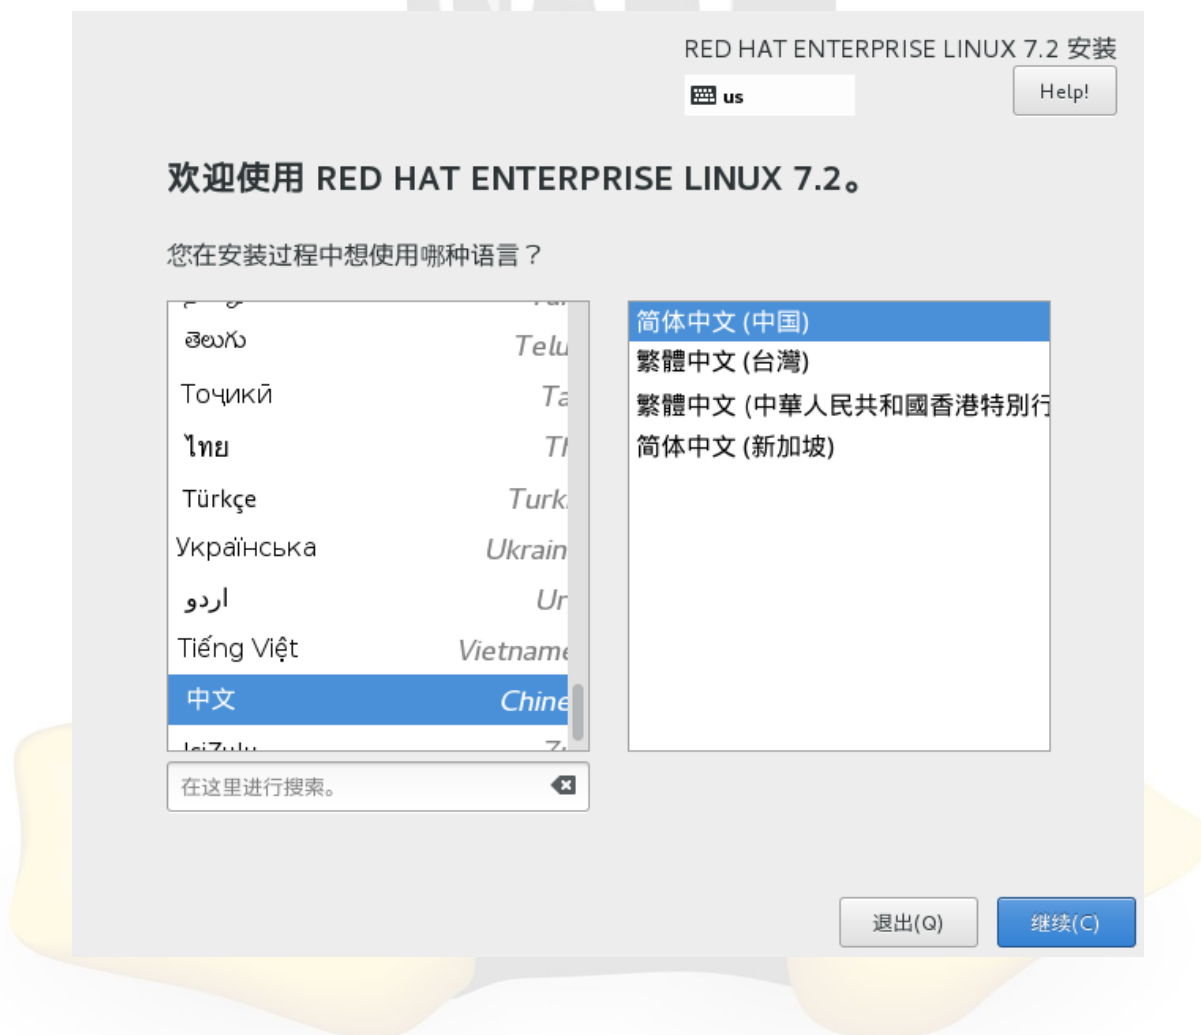 RED HAT ENTERPRISE LINUX 7.2 安装
us
Help!
欢迎使用 RED HAT ENTERPRISE LINUX 7.2。
您在安装过程中想使用哪种语言？
తెలుగు Telu
简体中文 (中国)
繁體中文 (台灣)
Тоҷикӣ Ta
繁體中文 (中華人民共和國香港特別行
ไทย Th
简体中文 (新加坡)
Türkçe Turk
Українська Ukrain
اردو Ur
Tiếng Việt Vietname
中文 Chine
IsiZulu Zu
在这里进行搜索。
退出(Q)
继续(C)